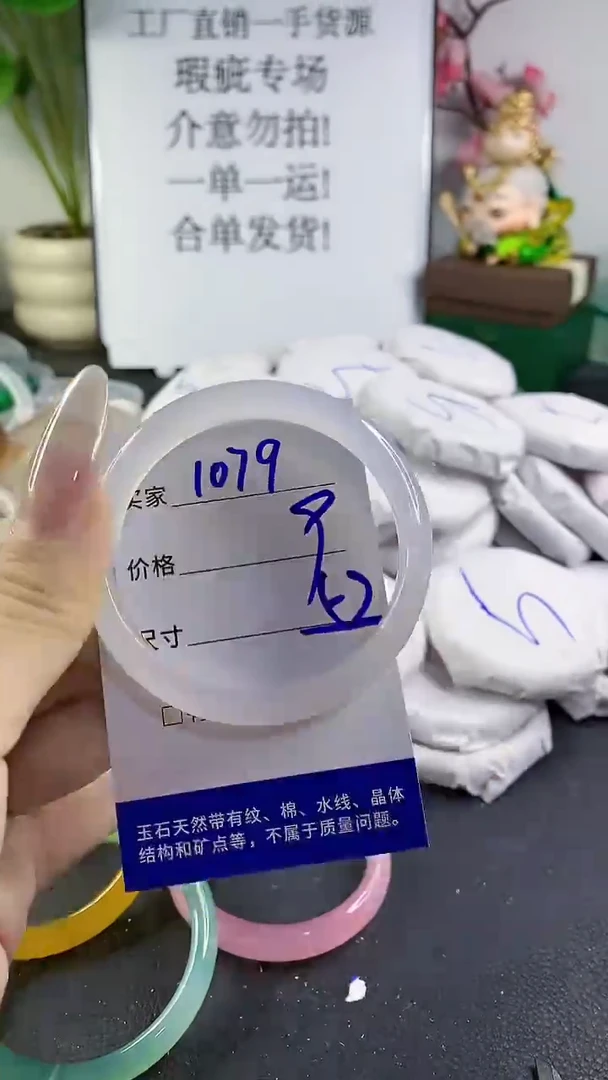 工厂直销一手货源
瑕疵专场
介意勿拍!
一单一运!
合单发货!
买家 1079
价格
尺寸 52
玉石天然带有纹、棉、水线、晶体
结构和矿点等，不属于质量问题。